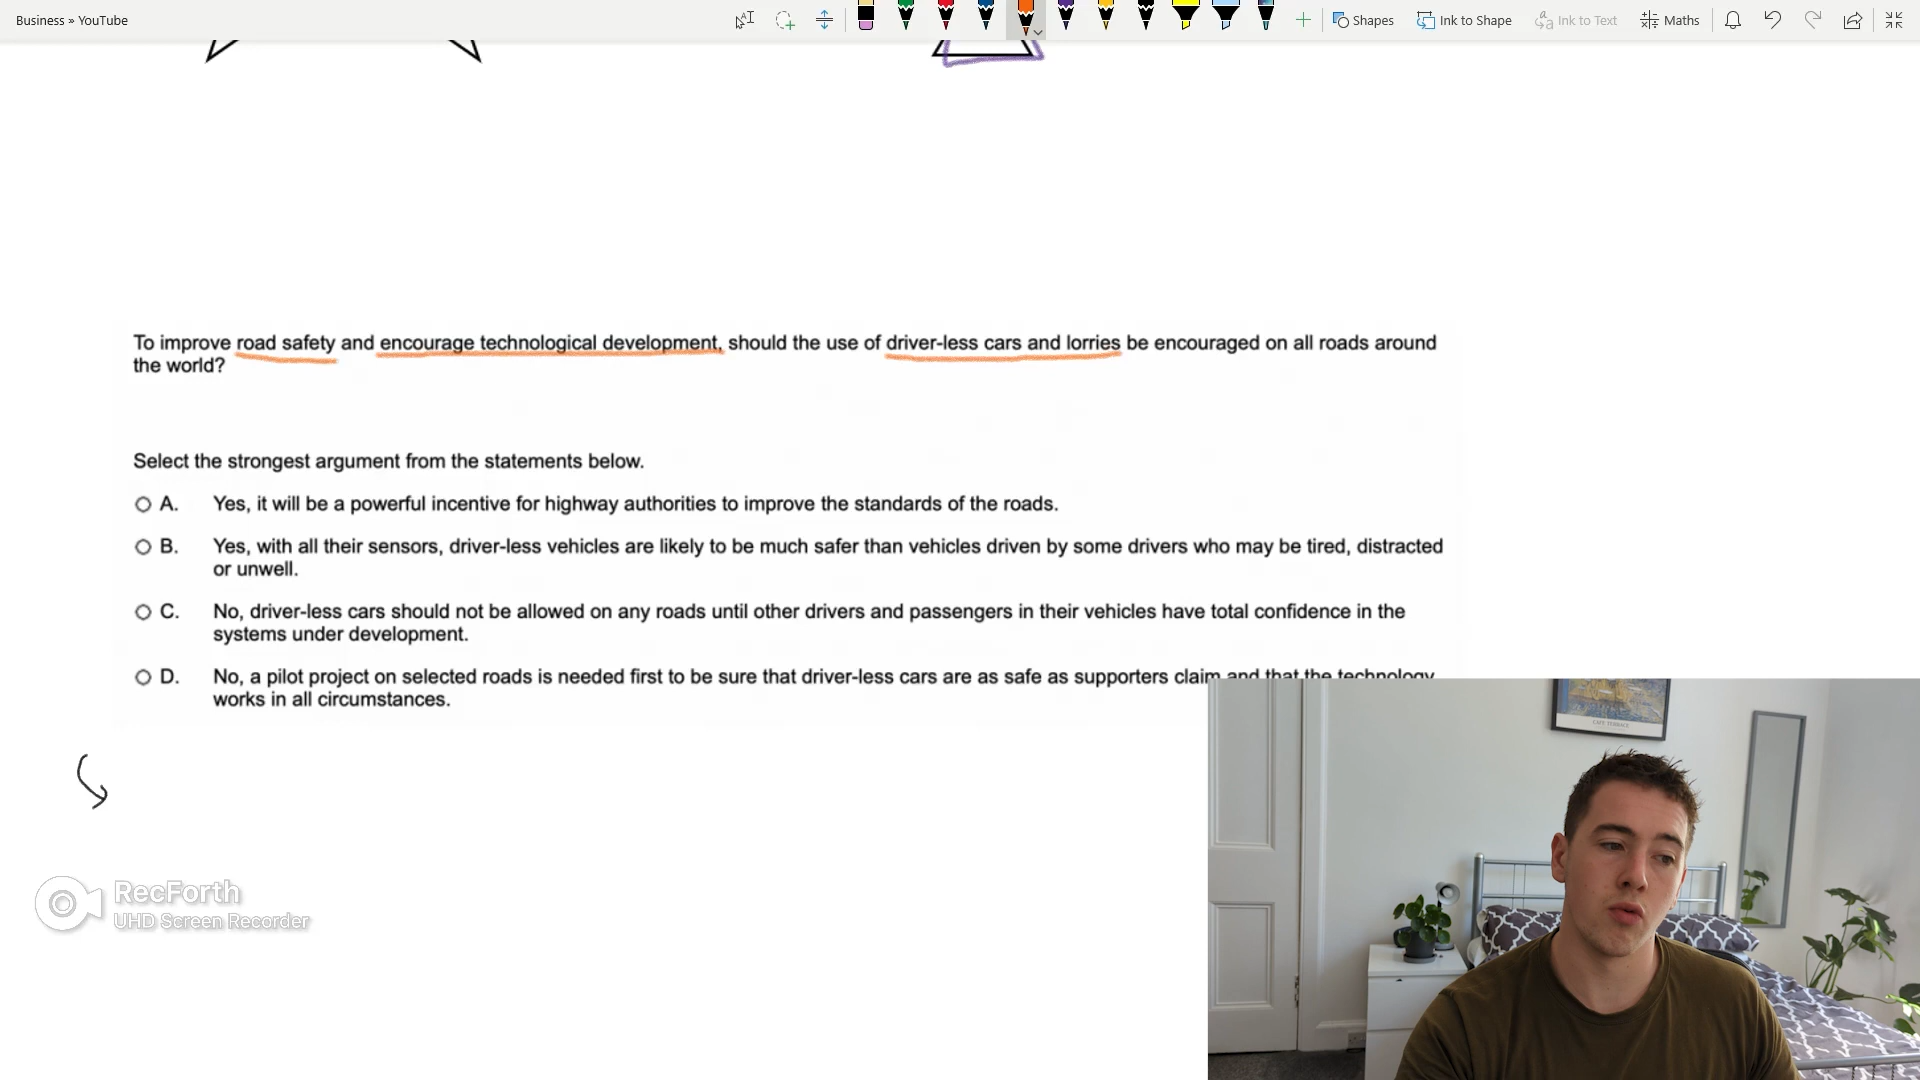 Business » YouTube
Shapes
Ink to Shape
Ink to Text
Maths
To improve road safety and encourage technological development, should the use of driver-less cars and lorries be encouraged on all roads around
the world?
Select the strongest argument from the statements below.
A. Yes, it will be a powerful incentive for highway authorities to improve the standards of the roads.
B. Yes, with all their sensors, driver-less vehicles are likely to be much safer than vehicles driven by some drivers who may be tired, distracted
or unwell.
C. No, driver-less cars should not be allowed on any roads until other drivers and passengers in their vehicles have total confidence in the
systems under development.
D. No, a pilot project on selected roads is needed first to be sure that driver-less cars are as safe as supporters claim and that the technology
works in all circumstances.
CAFE TERRACE
RecForth
UHD Screen Recorder